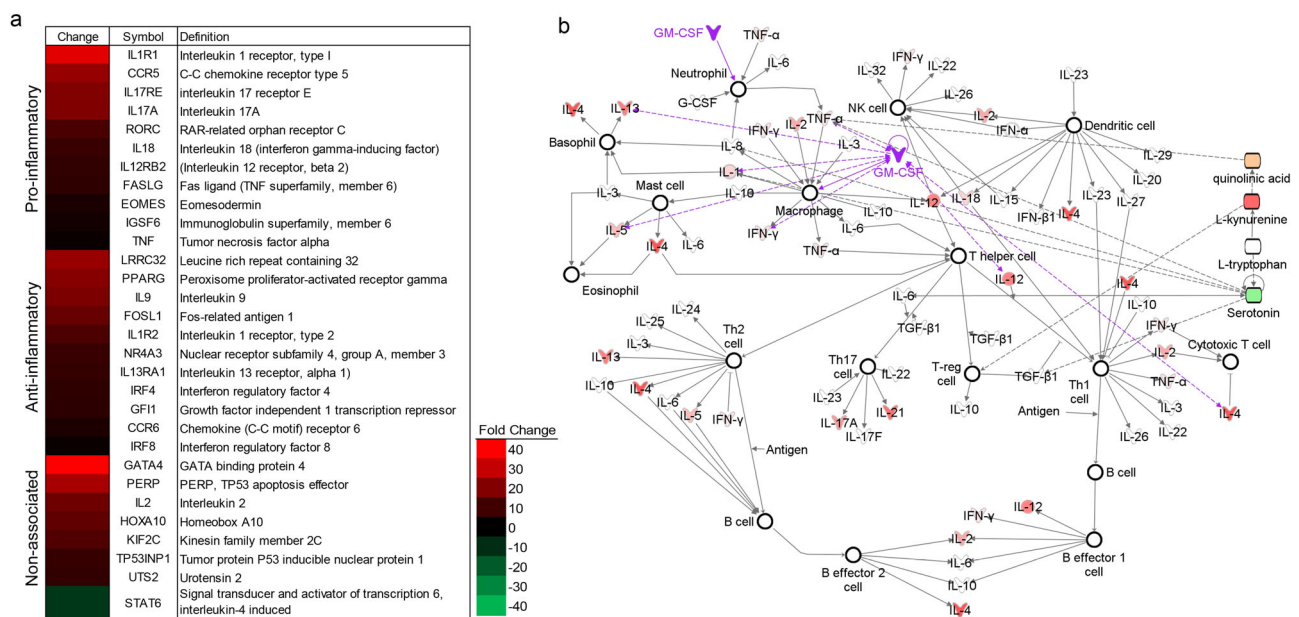 a
Change Symbol Definition
Pro-inflammatory
IL1R1 Interleukin 1 receptor, type I
CCR5 C-C chemokine receptor type 5
IL17RE interleukin 17 receptor E
IL17A Interleukin 17A
RORC RAR-related orphan receptor C
IL18 Interleukin 18 (interferon gamma-inducing factor)
IL12RB2 (Interleukin 12 receptor, beta 2)
FASLG Fas ligand (TNF superfamily, member 6)
EOMES Eomesodermin
IGSF6 Immunoglobulin superfamily, member 6
TNF Tumor necrosis factor alpha
Anti-inflammatory
LRRC32 Leucine rich repeat containing 32
PPARG Peroxisome proliferator-activated receptor gamma
IL9 Interleukin 9
FOSL1 Fos-related antigen 1
IL1R2 Interleukin 1 receptor, type 2
NR4A3 Nuclear receptor subfamily 4, group A, member 3
IL13RA1 Interleukin 13 receptor, alpha 1)
IRF4 Interferon regulatory factor 4
GFI1 Growth factor independent 1 transcription repressor
CCR6 Chemokine (C-C motif) receptor 6
IRF8 Interferon regulatory factor 8
Non-associated
GATA4 GATA binding protein 4
PERP PERP, TP53 apoptosis effector
IL2 Interleukin 2
HOXA10 Homeobox A10
KIF2C Kinesin family member 2C
TP53INP1 Tumor protein P53 inducible nuclear protein 1
UTS2 Urotensin 2
STAT6 Signal transducer and activator of transcription 6,
interleukin-4 induced
Fold Change
40
30
20
10
0
-10
-20
-30
-40
b
GM-CSF
TNF-α
IL-6
Neutrophil
G-CSF
IL-4
IL-13
Basophil
IL-8
IFN-γ
IL-2
TNF-α
IL-3
IL-1
GM-CSF
IL-32
IFN-γ
IL-22
IL-26
NK cell
IL-2
IFN-α
IL-23
Dendritic cell
IL-29
IL-20
IL-27
IL-23
IL-4
IFN-β1
IL-15
IL-18
IL-12
quinolinic acid
L-kynurenine
L-tryptophan
Serotonin
IL-3
Mast cell
IL-10
Macrophage
IL-10
IL-5
IL-4
IL-6
IFN-γ
IL-6
TNF-α
Eosinophil
T helper cell
IL-12
IL-6
TGF-β1
TGF-β1
IL-4
IL-10
IFN-γ
IL-2
Cytotoxic T cell
IL-24
IL-25
Th2
cell
IL-3
IL-13
IL-10
IL-4
IL-6
IL-5
IFN-γ
Th17
cell
IL-22
IL-23
IL-17A
IL-21
IL-17F
T-reg
cell
IL-10
TGF-β1
Th1
cell
TNF-α
IL-3
IL-4
IL-22
IL-26
Antigen
Antigen
B cell
B cell
IL-12
IFN-γ
IL-2
IL-6
IL-10
IL-4
B effector 2
cell
B effector 1
cell